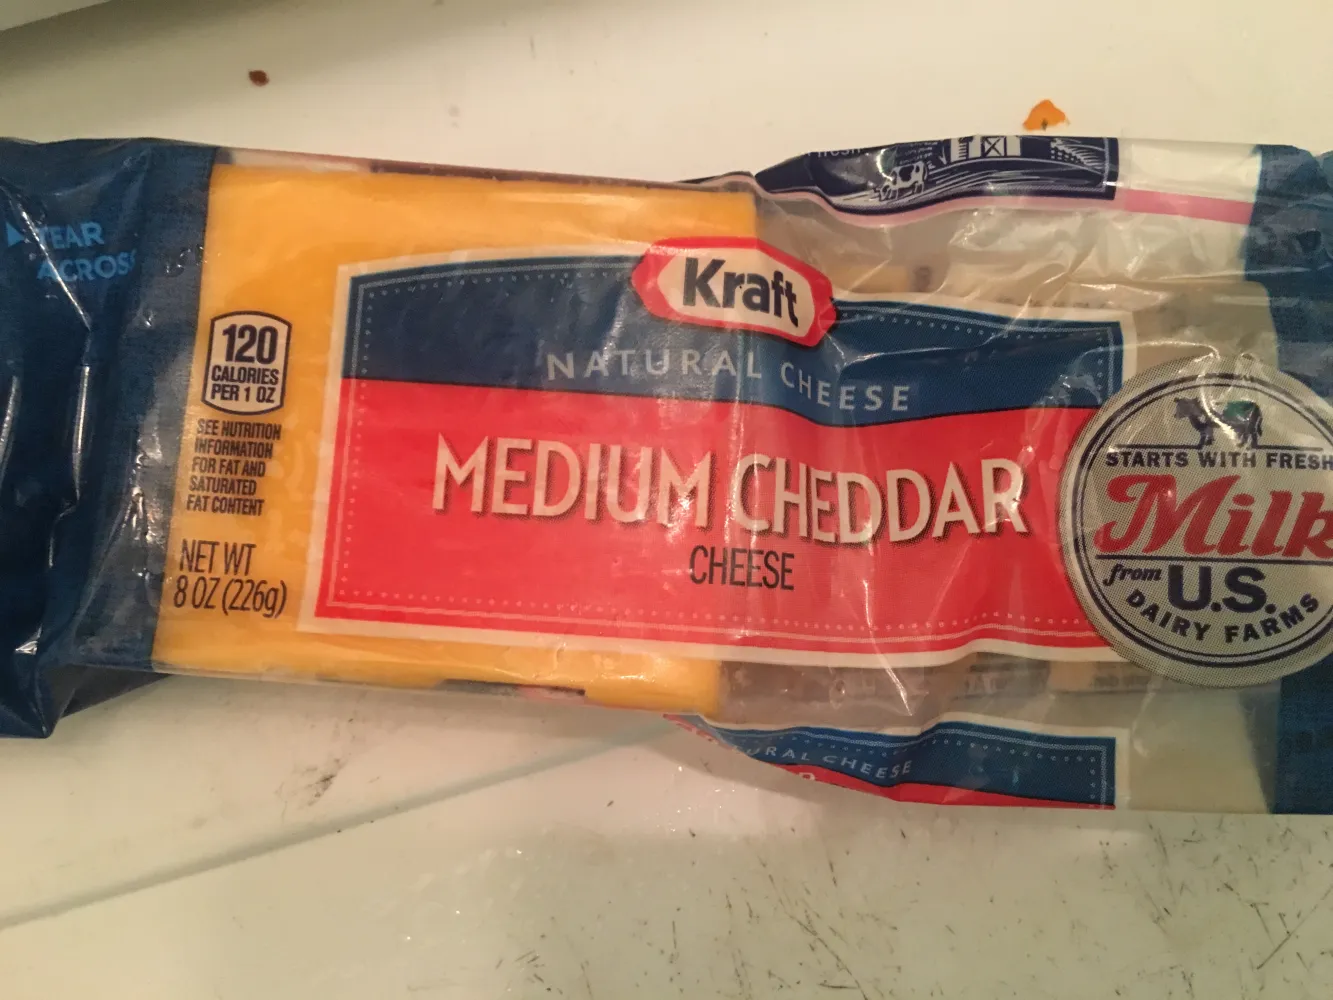 TEAR
ACROSS
120
CALORIES
PER 1 OZ
SEE NUTRITION
INFORMATION
FOR FAT AND
SATURATED
FAT CONTENT
NET WT
8 OZ (226g)
Kraft
NATURAL CHEESE
MEDIUM CHEDDAR
CHEESE
STARTS WITH FRESH
Milk
from U.S.
DAIRY FARMS
URAL CHEESE